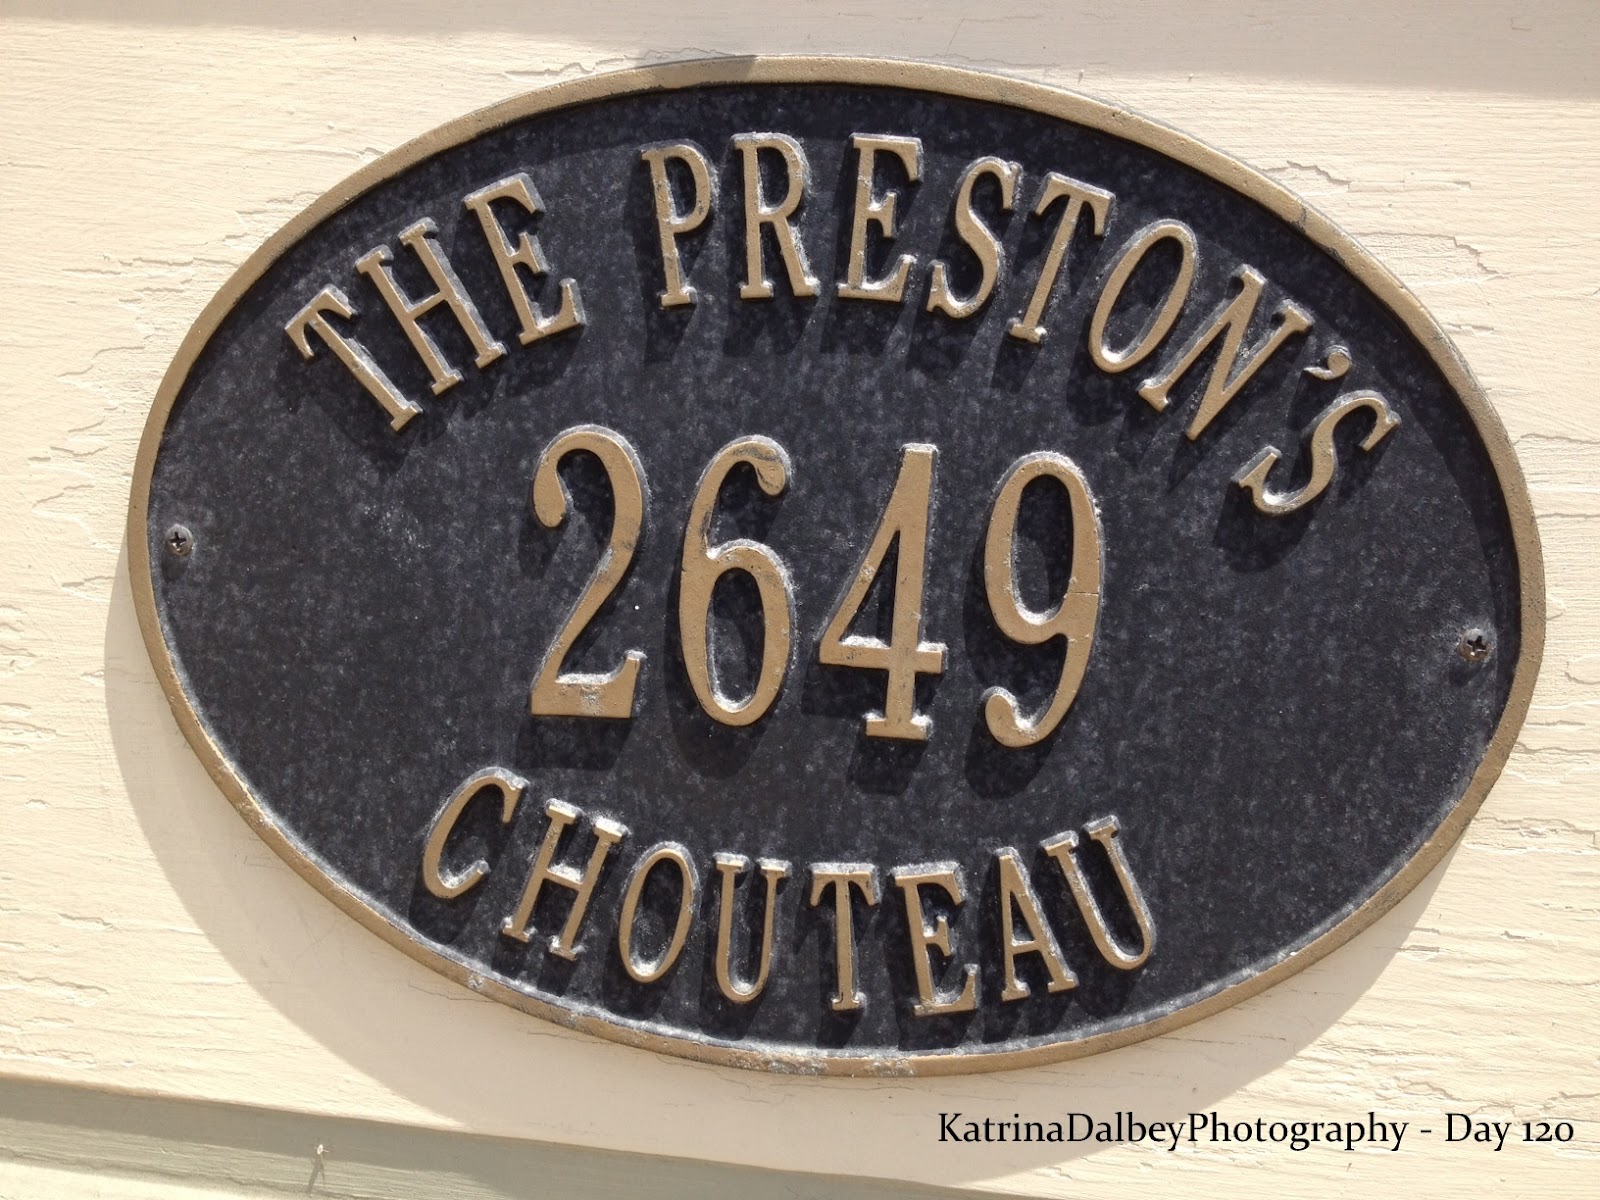 THE PRESTON'S
2649
CHOUTEAU
KatrinaDalbeyPhotography - Day 120